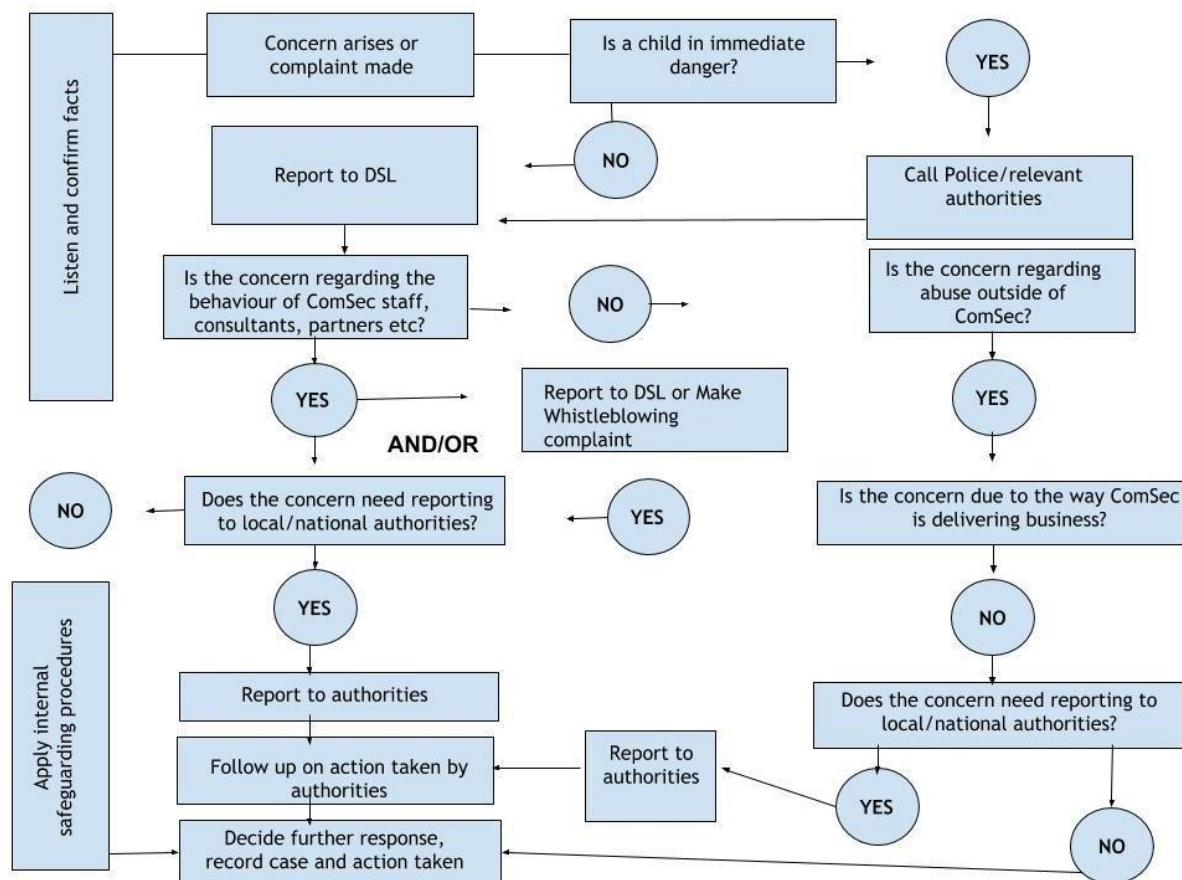 Listen and confirm facts
Concern arises or
complaint made
Is a child in immediate
danger?
YES
NO
Report to DSL
Call Police/relevant
authorities
Is the concern regarding the
behaviour of ComSec staff,
consultants, partners etc?
NO
Is the concern regarding
abuse outside of
ComSec?
YES
Report to DSL or Make
Whistleblowing
complaint
YES
AND/OR
NO
Does the concern need reporting
to local/national authorities?
YES
Is the concern due to the way ComSec
is delivering business?
YES
NO
Apply internal
safeguarding procedures
Report to authorities
Does the concern need reporting to
local/national authorities?
Follow up on action taken by
authorities
Report to
authorities
YES
NO
Decide further response,
record case and action taken